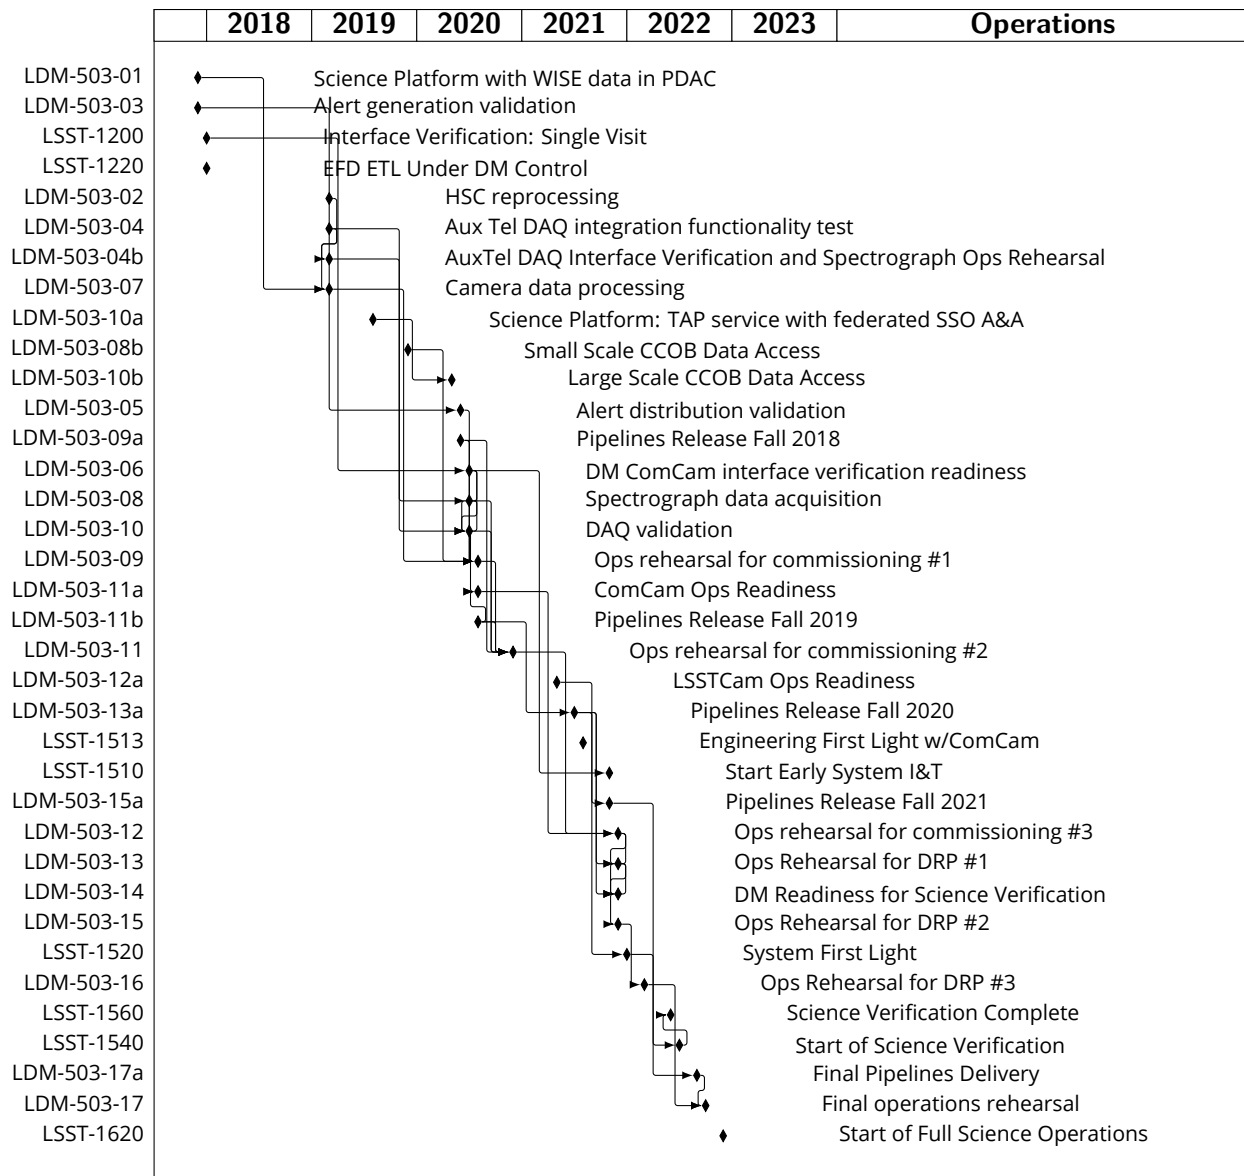 2018 2019 2020 2021 2022 2023 Operations
LDM-503-01 Science Platform with WISE data in PDAC
LDM-503-03 Alert generation validation
LSST-1200 Interface Verification: Single Visit
LSST-1220 EFD ETL Under DM Control
LDM-503-02 HSC reprocessing
LDM-503-04 Aux Tel DAQ integration functionality test
LDM-503-04b AuxTel DAQ Interface Verification and Spectrograph Ops Rehearsal
LDM-503-07 Camera data processing
LDM-503-10a Science Platform: TAP service with federated SSO A&A
LDM-503-08b Small Scale CCOB Data Access
LDM-503-10b Large Scale CCOB Data Access
LDM-503-05 Alert distribution validation
LDM-503-09a Pipelines Release Fall 2018
LDM-503-06 DM ComCam interface verification readiness
LDM-503-08 Spectrograph data acquisition
LDM-503-10 DAQ validation
LDM-503-09 Ops rehearsal for commissioning #1
LDM-503-11a ComCam Ops Readiness
LDM-503-11b Pipelines Release Fall 2019
LDM-503-11 Ops rehearsal for commissioning #2
LDM-503-12a LSSTCam Ops Readiness
LDM-503-13a Pipelines Release Fall 2020
LSST-1513 Engineering First Light w/ComCam
LSST-1510 Start Early System I&T
LDM-503-15a Pipelines Release Fall 2021
LDM-503-12 Ops rehearsal for commissioning #3
LDM-503-13 Ops Rehearsal for DRP #1
LDM-503-14 DM Readiness for Science Verification
LDM-503-15 Ops Rehearsal for DRP #2
LSST-1520 System First Light
LDM-503-16 Ops Rehearsal for DRP #3
LSST-1560 Science Verification Complete
LSST-1540 Start of Science Verification
LDM-503-17a Final Pipelines Delivery
LDM-503-17 Final operations rehearsal
LSST-1620 Start of Full Science Operations